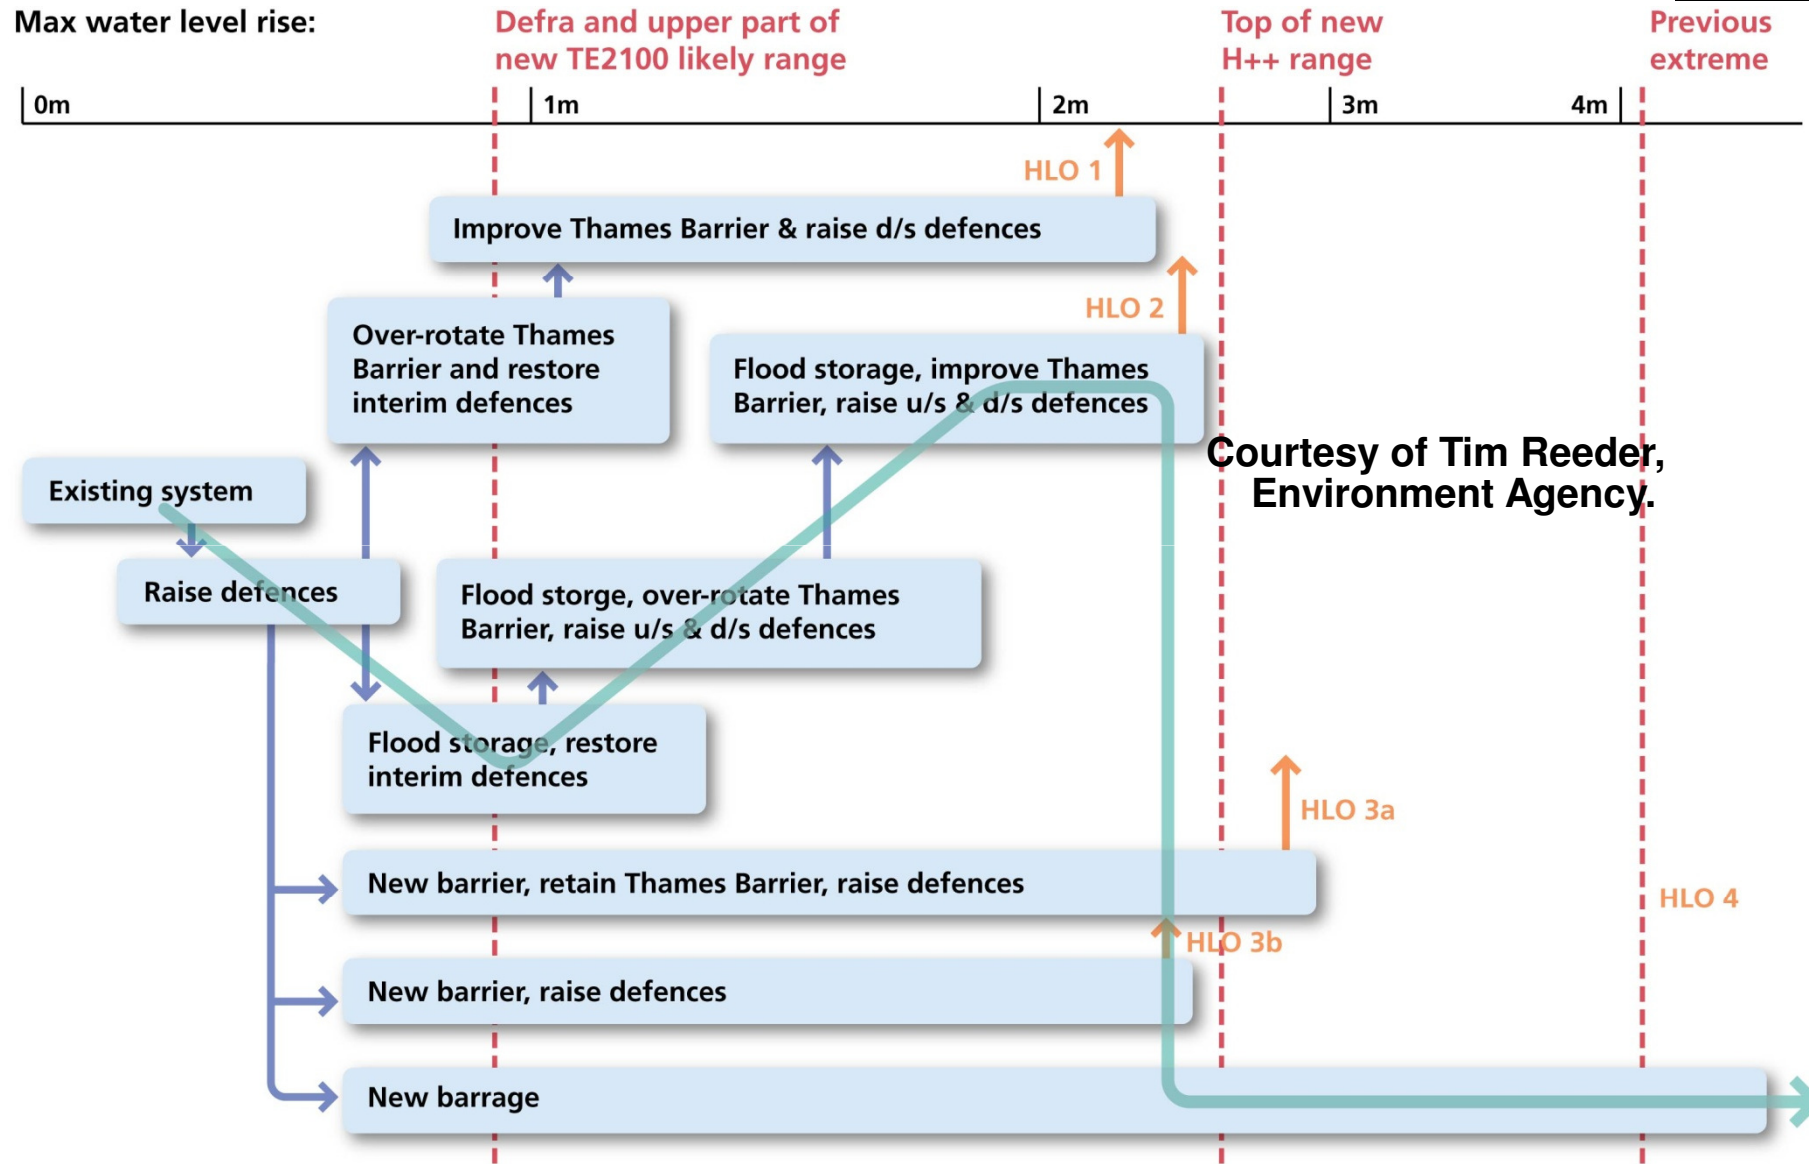 Max water level rise:
Defra and upper part of
new TE2100 likely range
Top of new
H++ range
Previous
extreme
0m
1m
2m
3m
4m
HLO 1
Improve Thames Barrier & raise d/s defences
HLO 2
Over-rotate Thames
Barrier and restore
interim defences
Flood storage, improve Thames
Barrier, raise u/s & d/s defences
Courtesy of Tim Reeder,
Environment Agency.
Existing system
Raise defences
Flood storge, over-rotate Thames
Barrier, raise u/s & d/s defences
Flood storage, restore
interim defences
HLO 3a
New barrier, retain Thames Barrier, raise defences
HLO 4
HLO 3b
New barrier, raise defences
New barrage